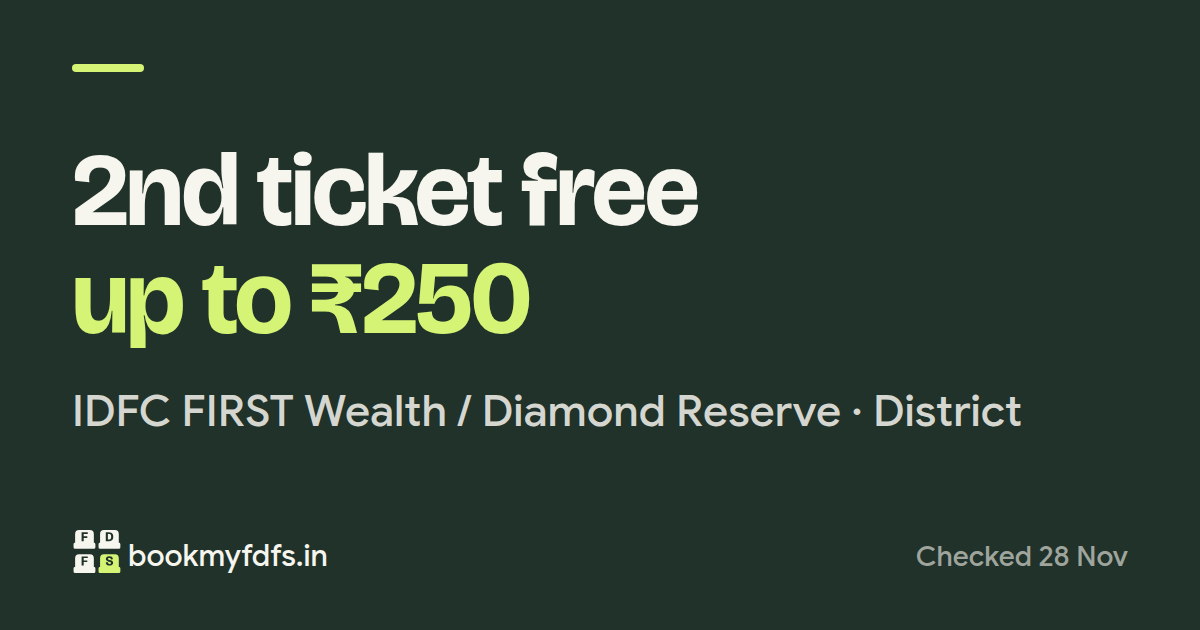 2nd ticket free
up to ₹250
IDFC FIRST Wealth / Diamond Reserve · District
F D
F S
bookmyfdfs.in
Checked 28 Nov